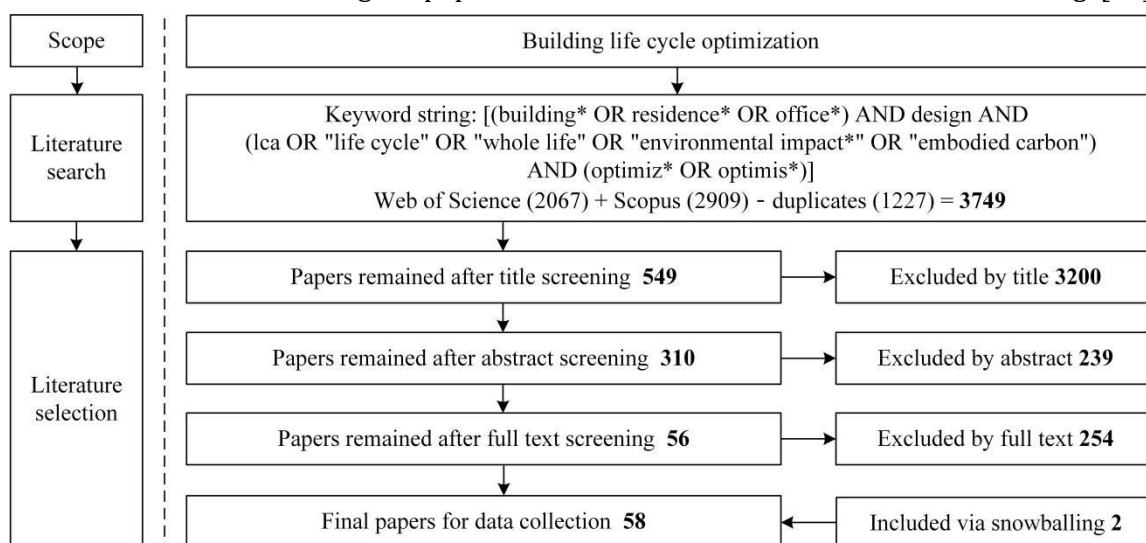 Scope
Building life cycle optimization
Literature
search
Keyword string: [(building* OR residence* OR office*) AND design AND
(lca OR "life cycle" OR "whole life" OR "environmental impact*" OR "embodied carbon")
AND (optimiz* OR optimis*)]
Web of Science (2067) + Scopus (2909) - duplicates (1227) = 3749
Literature
selection
Papers remained after title screening 549
Excluded by title 3200
Papers remained after abstract screening 310
Excluded by abstract 239
Papers remained after full text screening 56
Excluded by full text 254
Final papers for data collection 58
Included via snowballing 2